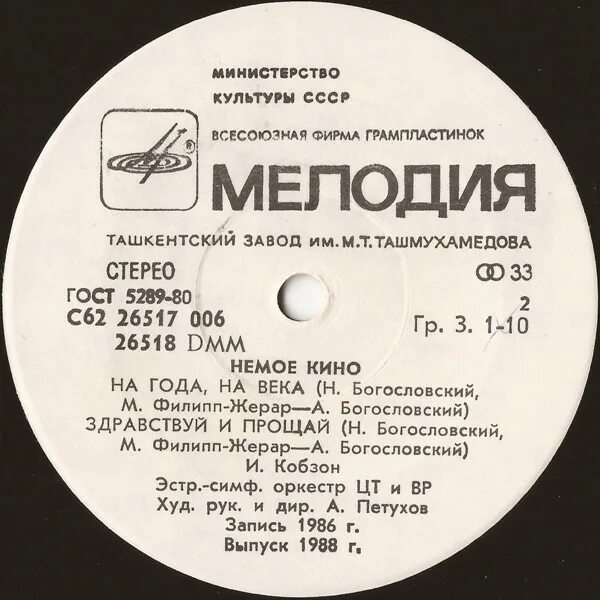 МИНИСТЕРСТВО
КУЛЬТУРЫ СССР
ВСЕСОЮЗНАЯ ФИРМА ГРАМПЛАСТИНОК
®
МЕЛОДИЯ
ТАШКЕНТСКИЙ ЗАВОД ИМ. М.Т. ТАШМУХАМЕДОВА
СТЕРЕО 33
ГОСТ 5289-80
С62 26517 006
26518 DMM
2
Гр. 3. 1-10
НЕМОЕ КИНО
НА ГОДА, НА ВЕКА (Н. Богословский,
М. Филипп-Жерар—А. Богословский)
ЗДРАВСТВУЙ И ПРОЩАЙ (Н. Богословский,
М. Филипп-Жерар—А. Богословский)
И. Кобзон
Эстр.-симф. оркестр ЦТ и ВР
Худ. рук. и дир. А. Петухов
Запись 1986 г.
Выпуск 1988 г.